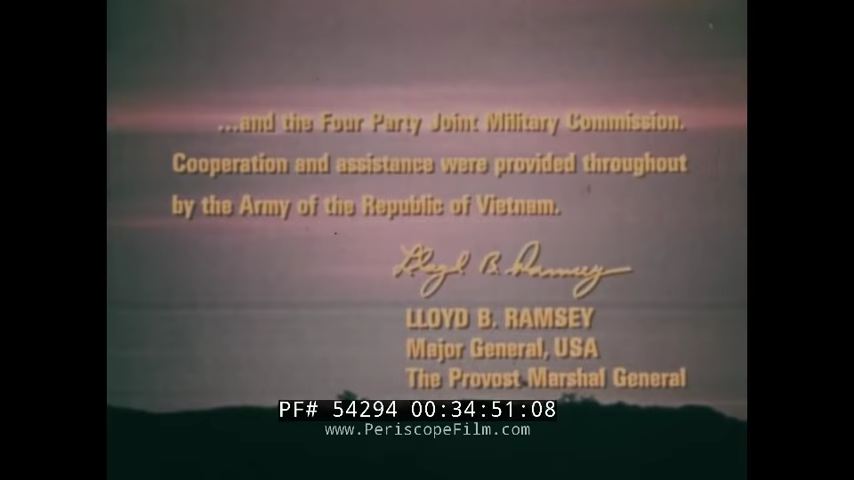 ...and the Four Party Joint Military Commission.
Cooperation and assistance were provided throughout
by the Army of the Republic of Vietnam.
Lloyd B. Ramsey
LLOYD B. RAMSEY
Major General, USA
The Provost Marshal General
PF# 54294 00:34:51:08
www.PeriscopeFilm.com